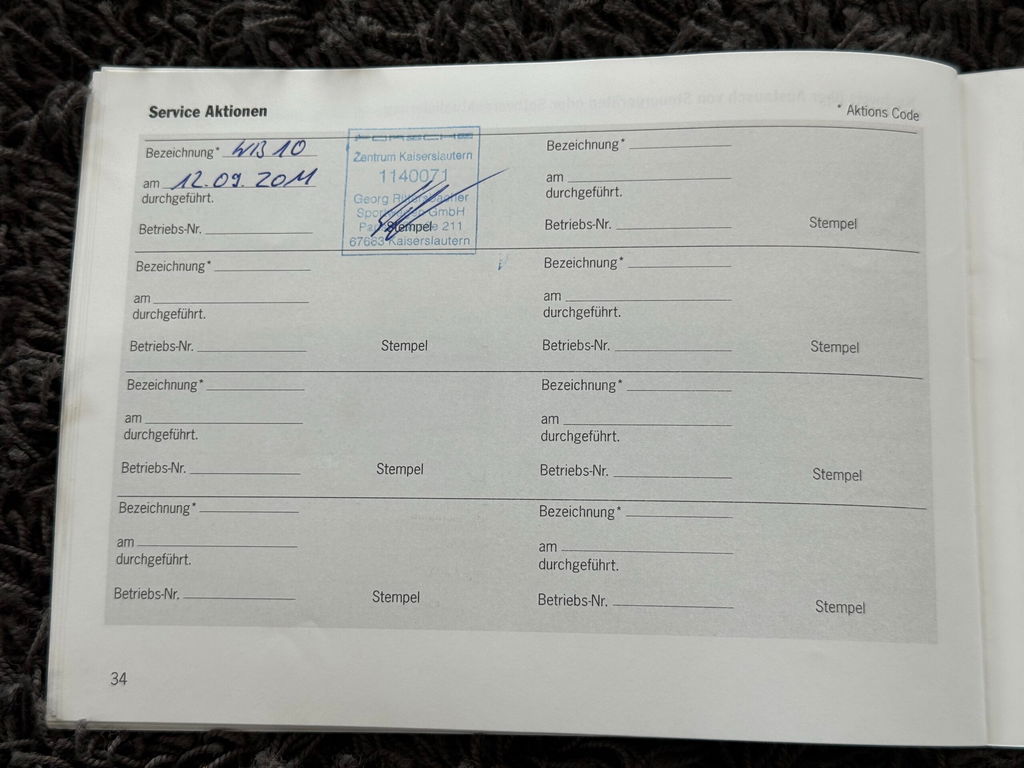 Service Aktionen
* Aktions Code
Bezeichnung* WB 10
am 12.09.2011
durchgeführt.
Betriebs-Nr.
PORSCHE
Zentrum Kaiserslautern
1140071
Georg
GmbH
211
67663 Kaiserslautern
Stempel
Bezeichnung*
am
durchgeführt.
Betriebs-Nr.
Stempel
Bezeichnung*
am
durchgeführt.
Betriebs-Nr.
Stempel
Bezeichnung*
am
durchgeführt.
Betriebs-Nr.
Stempel
Bezeichnung*
am
durchgeführt.
Betriebs-Nr.
Stempel
Bezeichnung*
am
durchgeführt.
Betriebs-Nr.
Stempel
Bezeichnung*
am
durchgeführt.
Betriebs-Nr.
Stempel
Bezeichnung*
am
durchgeführt.
Betriebs-Nr.
Stempel
34